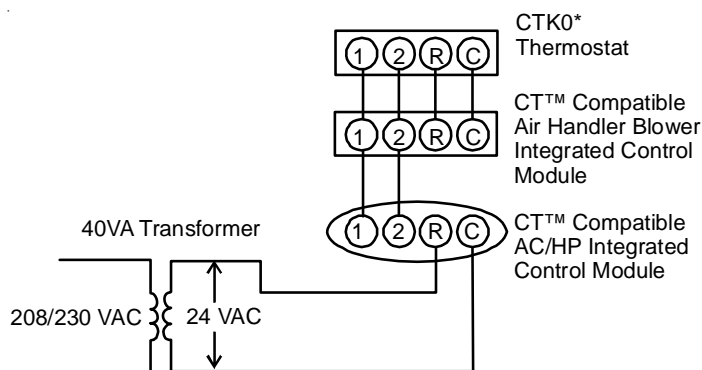 CTK0*
Thermostat
1 2 R C
CT™ Compatible
Air Handler Blower
Integrated Control
Module
1 2 R C
CT™ Compatible
AC/HP Integrated
Control Module
1 2 R C
40VA Transformer
208/230 VAC
24 VAC